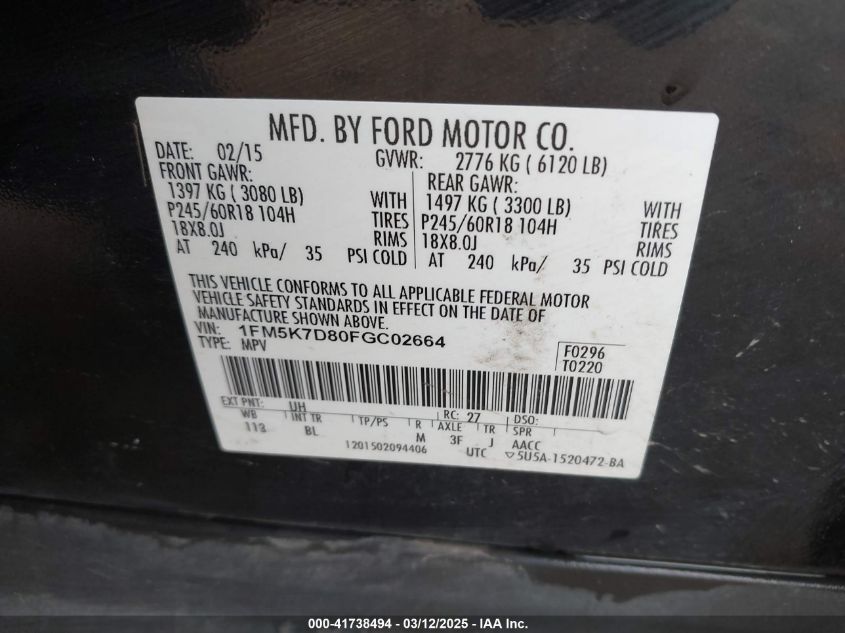 MFD. BY FORD MOTOR CO.
DATE: 02/15 GVWR: 2776 KG ( 6120 LB)
FRONT GAWR: REAR GAWR:
1397 KG ( 3080 LB) WITH 1497 KG ( 3300 LB) WITH
P245/60R18 104H TIRES P245/60R18 104H TIRES
18X8.0J RIMS 18X8.0J RIMS
AT 240 kPa/ 35 PSI COLD AT 240 kPa/ 35 PSI COLD
THIS VEHICLE CONFORMS TO ALL APPLICABLE FEDERAL MOTOR
VEHICLE SAFETY STANDARDS IN EFFECT ON THE DATE OF
MANUFACTURE SHOWN ABOVE.
VIN: 1FM5K7D80FGC02664
TYPE: MPV
F0296
T0220
EXT PNT: UH RC: 27 DSO:
WB INT TR TP/PS R AXLE TR SPR
113 BL M 3F J AACC
1201502094406 UTC ▽5U5A-1520472-BA
000-41738494 - 03/12/2025 - IAA Inc.